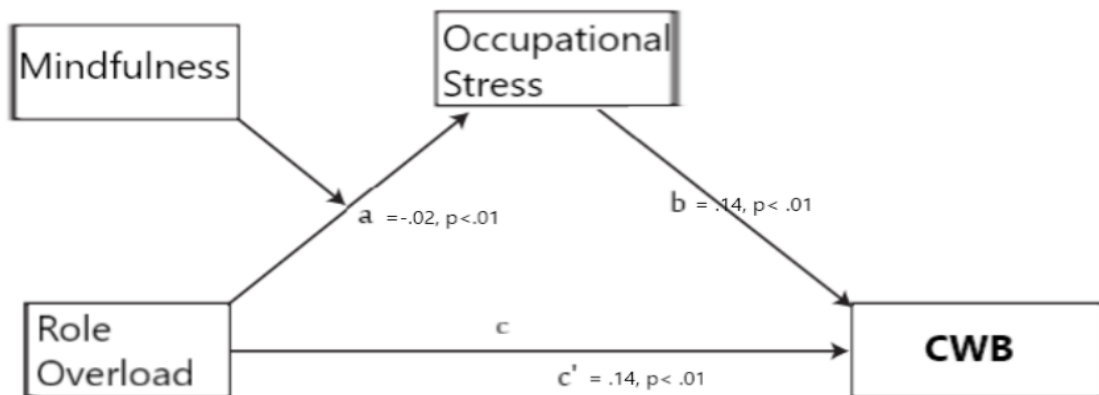 Mindfulness
Occupational
Stress
a =-.02, p<.01
b = .14, p< .01
Role
Overload
c
c' = .14, p< .01
CWB